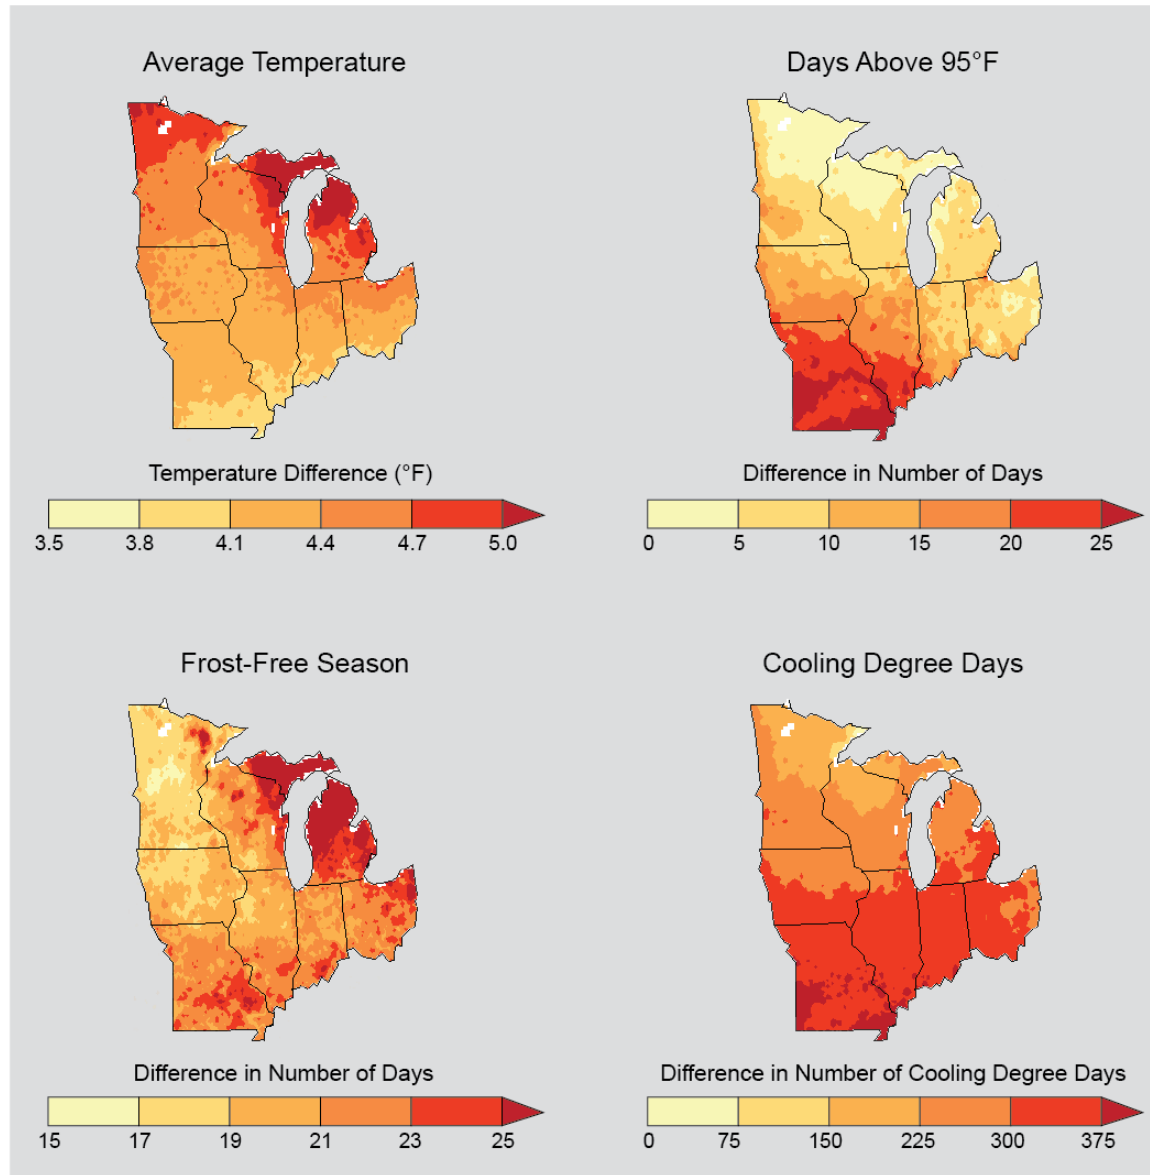 Average Temperature
Days Above 95°F
Temperature Difference (°F)
3.5 3.8 4.1 4.4 4.7 5.0
Difference in Number of Days
0 5 10 15 20 25
Frost-Free Season
Cooling Degree Days
Difference in Number of Days
15 17 19 21 23 25
Difference in Number of Cooling Degree Days
0 75 150 225 300 375